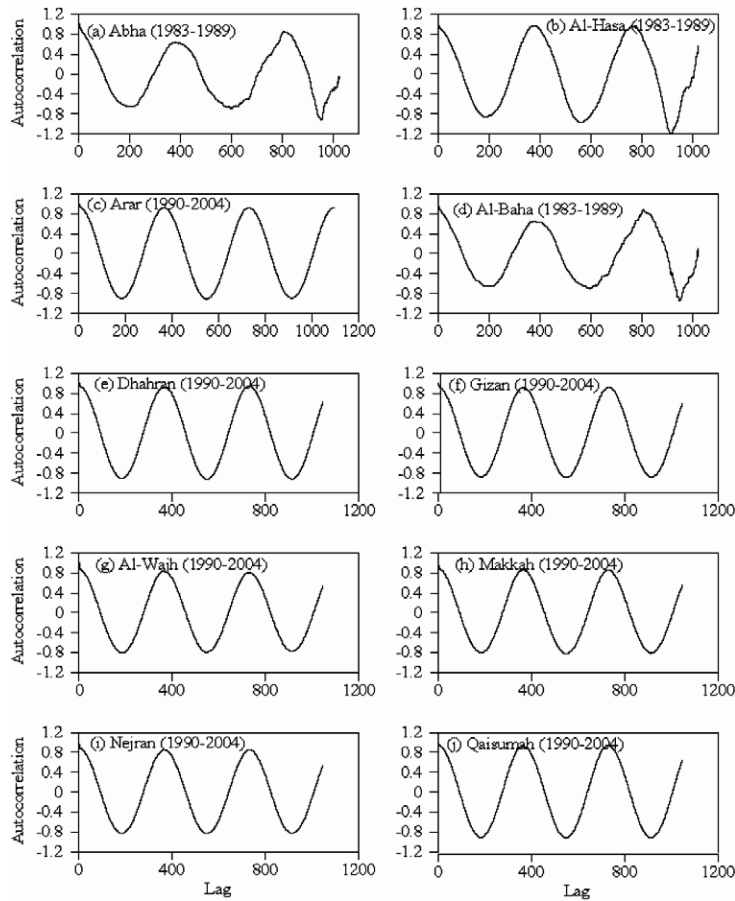 (a) Abha (1983-1989)
Autocorrelation
1.2
0.8
0.4
0
-0.4
-0.8
-1.2
0 200 400 600 800 1000
(b) Al-Hasa (1983-1989)
1.2
0.8
0.4
0
-0.4
-0.8
-1.2
0 200 400 600 800 1000
(c) Arar (1990-2004)
Autocorrelation
1.2
0.8
0.4
0
-0.4
-0.8
-1.2
0 200 400 600 800 1000 1200
(d) Al-Baha (1983-1989)
1.2
0.8
0.4
0
-0.4
-0.8
-1.2
0 200 400 600 800 1000
(e) Dhahran (1990-2004)
Autocorrelation
1.2
0.8
0.4
0
-0.4
-0.8
-1.2
0 400 800 1200
(f) Gizan (1990-2004)
1.2
0.8
0.4
0
-0.4
-0.8
-1.2
0 400 800 1200
(g) Al-Wajh (1990-2004)
Autocorrelation
1.2
0.8
0.4
0
-0.4
-0.8
-1.2
0 400 800 1200
(h) Makkah (1990-2004)
1.2
0.8
0.4
0
-0.4
-0.8
-1.2
0 400 800 1200
(i) Nejran (1990-2004)
Autocorrelation
1.2
0.8
0.4
0
-0.4
-0.8
-1.2
0 400 800 1200
Lag
(j) Qaisumah (1990-2004)
1.2
0.8
0.4
0
-0.4
-0.8
-1.2
0 400 800 1200
Lag